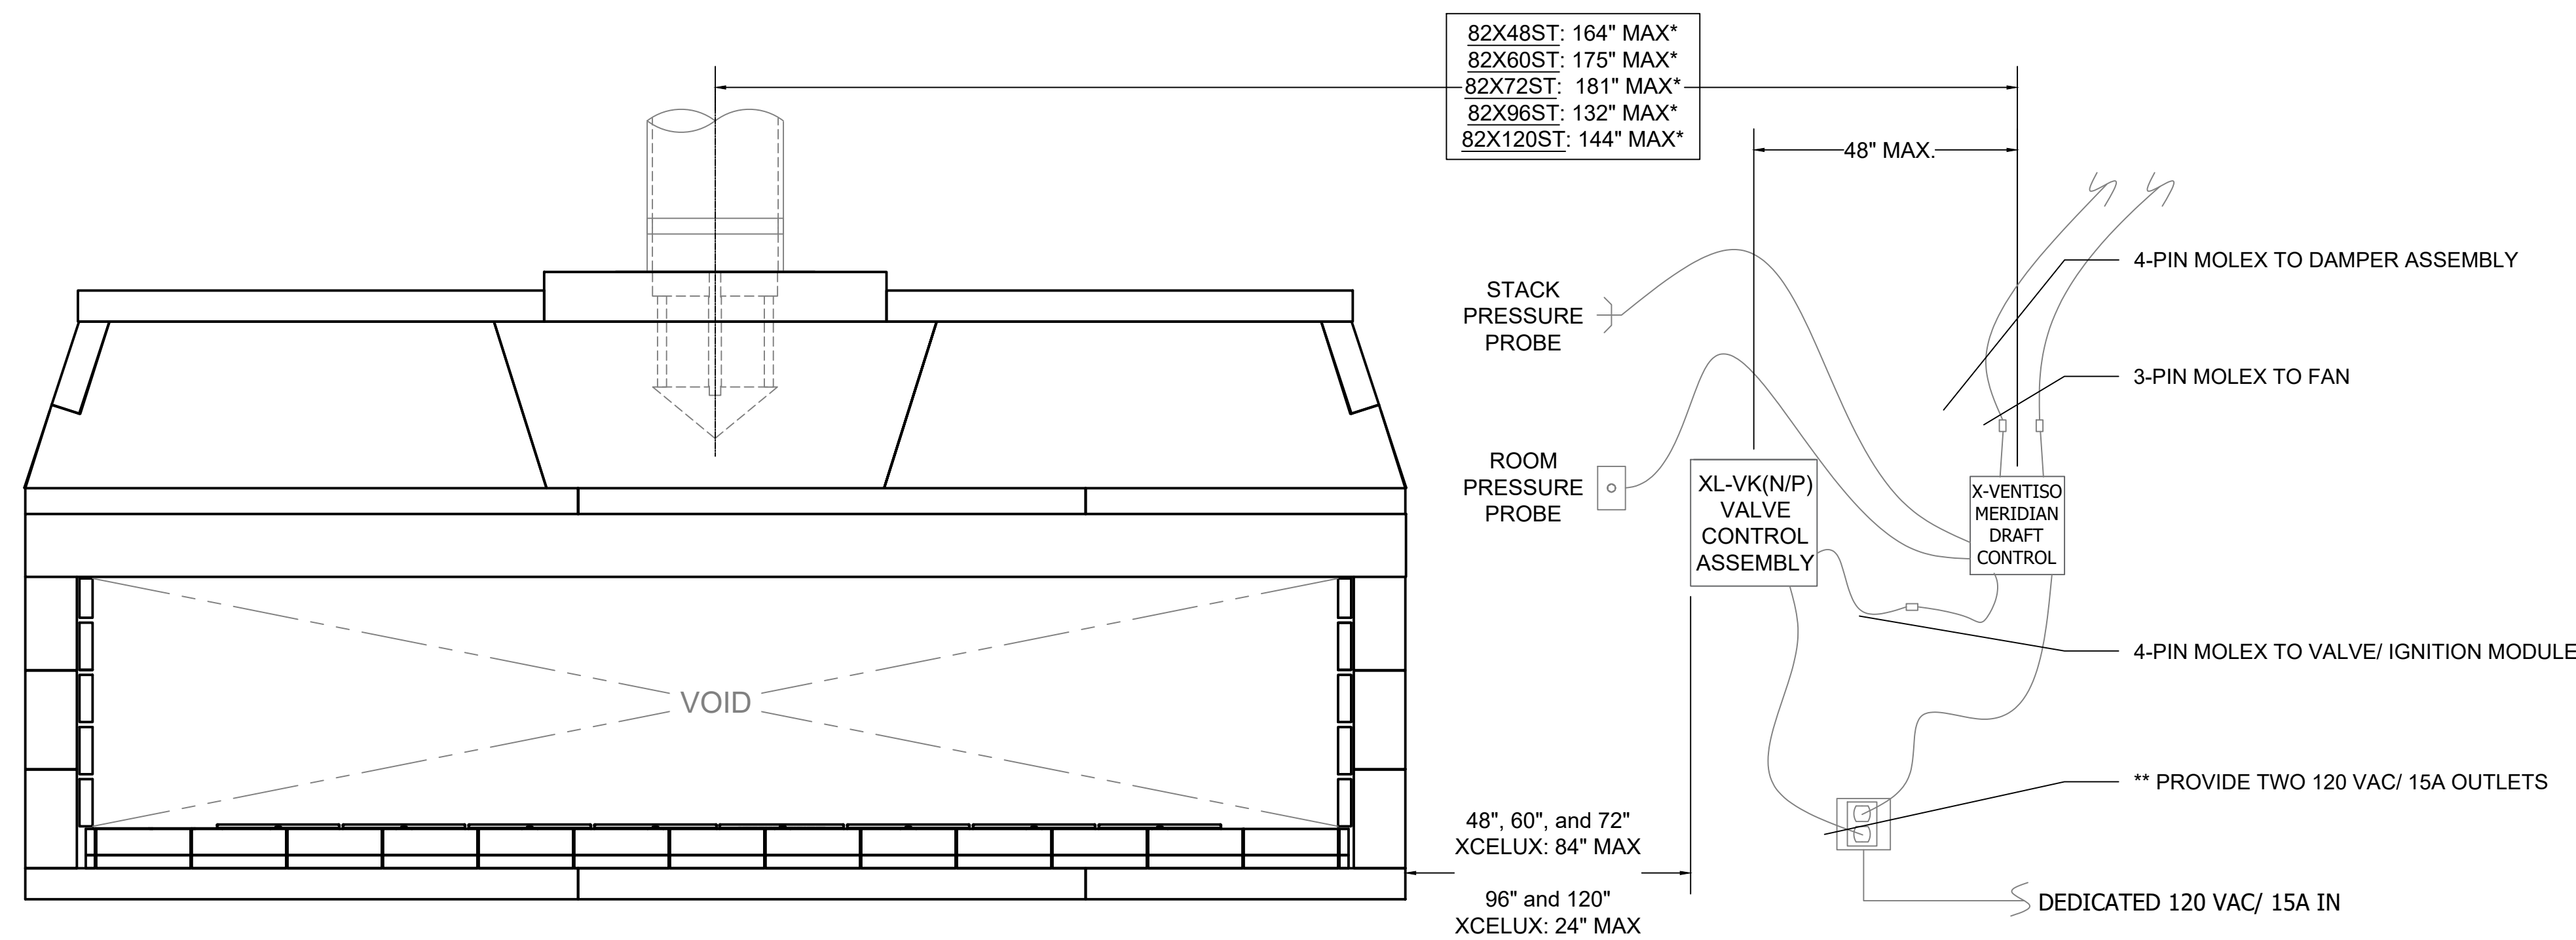 82X48ST: 164" MAX*
82X60ST: 175" MAX*
82X72ST: 181" MAX*
82X96ST: 132" MAX*
82X120ST: 144" MAX*
48" MAX.
STACK
PRESSURE
PROBE
4-PIN MOLEX TO DAMPER ASSEMBLY
3-PIN MOLEX TO FAN
ROOM
PRESSURE
PROBE
XL-VK(N/P)
VALVE
CONTROL
ASSEMBLY
X-VENTISO
MERIDIAN
DRAFT
CONTROL
4-PIN MOLEX TO VALVE/ IGNITION MODULE
VOID
** PROVIDE TWO 120 VAC/ 15A OUTLETS
48", 60", and 72"
XCELUX: 84" MAX
96" and 120"
XCELUX: 24" MAX
DEDICATED 120 VAC/ 15A IN